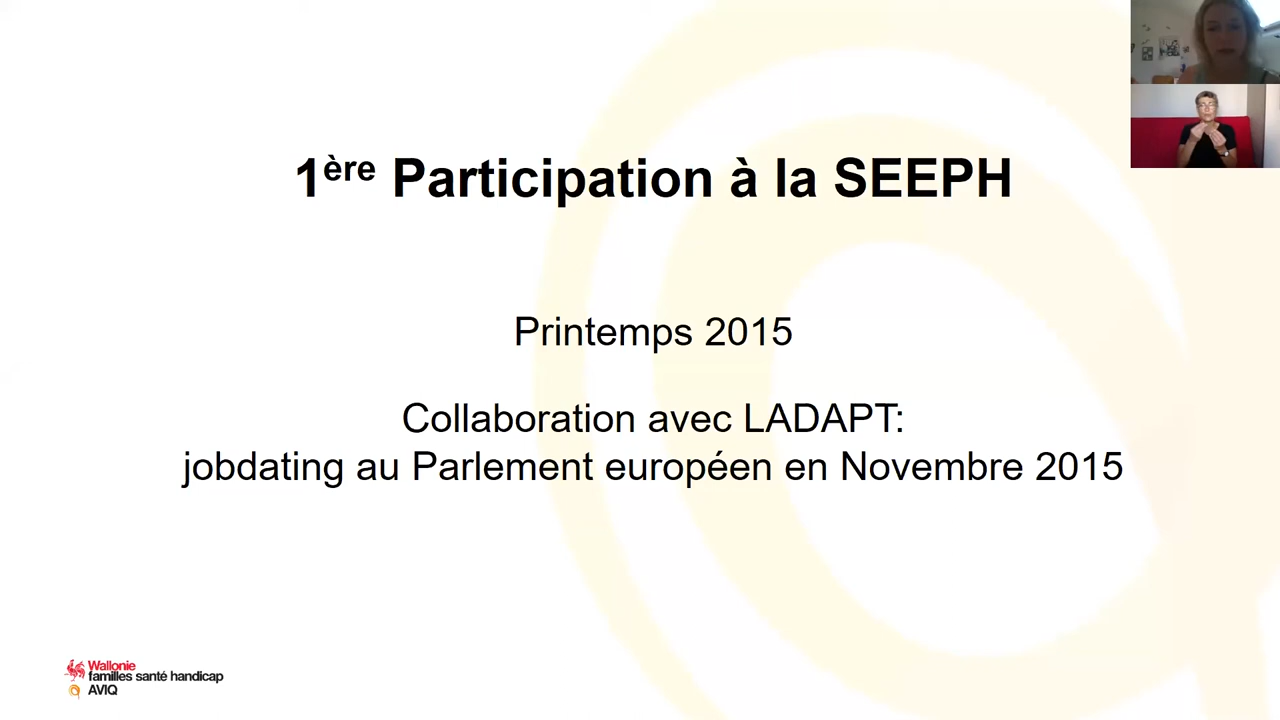 1ère Participation à la SEEPH
Printemps 2015
Collaboration avec LADAPT:
jobdating au Parlement européen en Novembre 2015
Wallonie
familles santé handicap
AVIQ